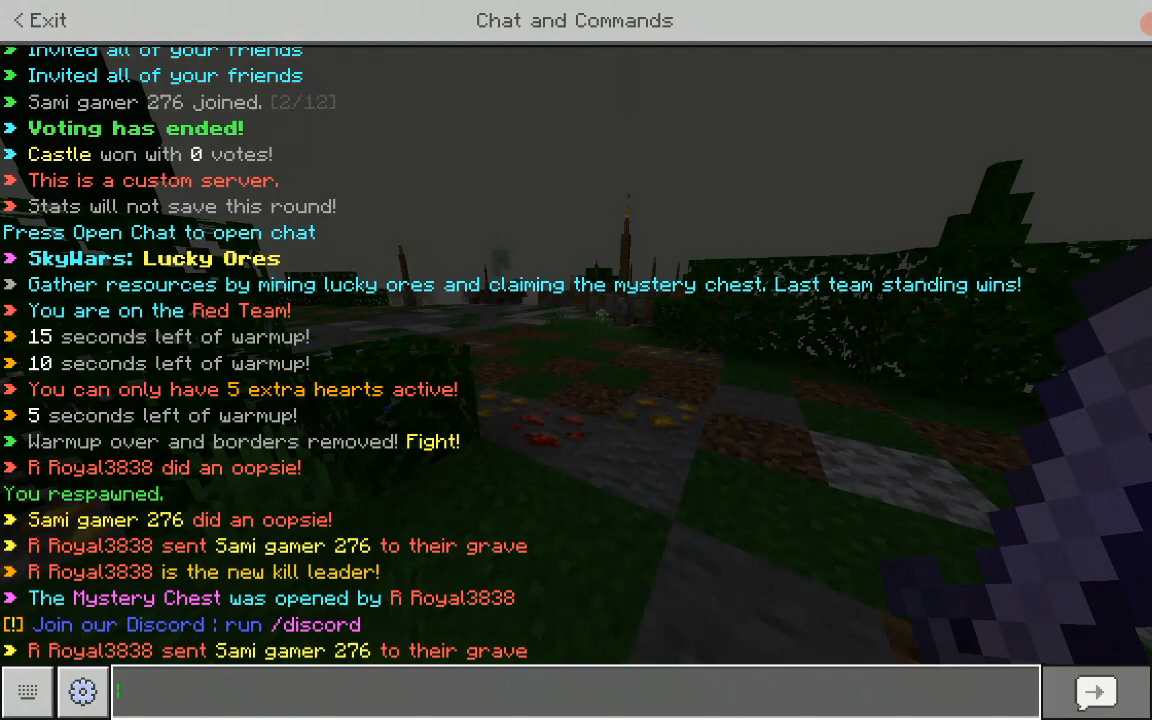 < Exit
Chat and Commands
Invited all of your friends
Invited all of your friends
Sami gamer 276 joined. [2/12]
Voting has ended!
Castle won with 0 votes!
This is a custom server.
Stats will not save this round!
Press Open Chat to open chat
SkyWars: Lucky Ores
Gather resources by mining lucky ores and claiming the mystery chest. Last team standing wins!
You are on the Red Team!
15 seconds left of warmup!
10 seconds left of warmup!
You can only have 5 extra hearts active!
5 seconds left of warmup!
Warmup over and borders removed! Fight!
R Royal3838 did an oopsie!
You respawned.
Sami gamer 276 did an oopsie!
R Royal3838 sent Sami gamer 276 to their grave
R Royal3838 is the new kill leader!
The Mystery Chest was opened by R Royal3838
[!] Join our Discord : run /discord
R Royal3838 sent Sami gamer 276 to their grave